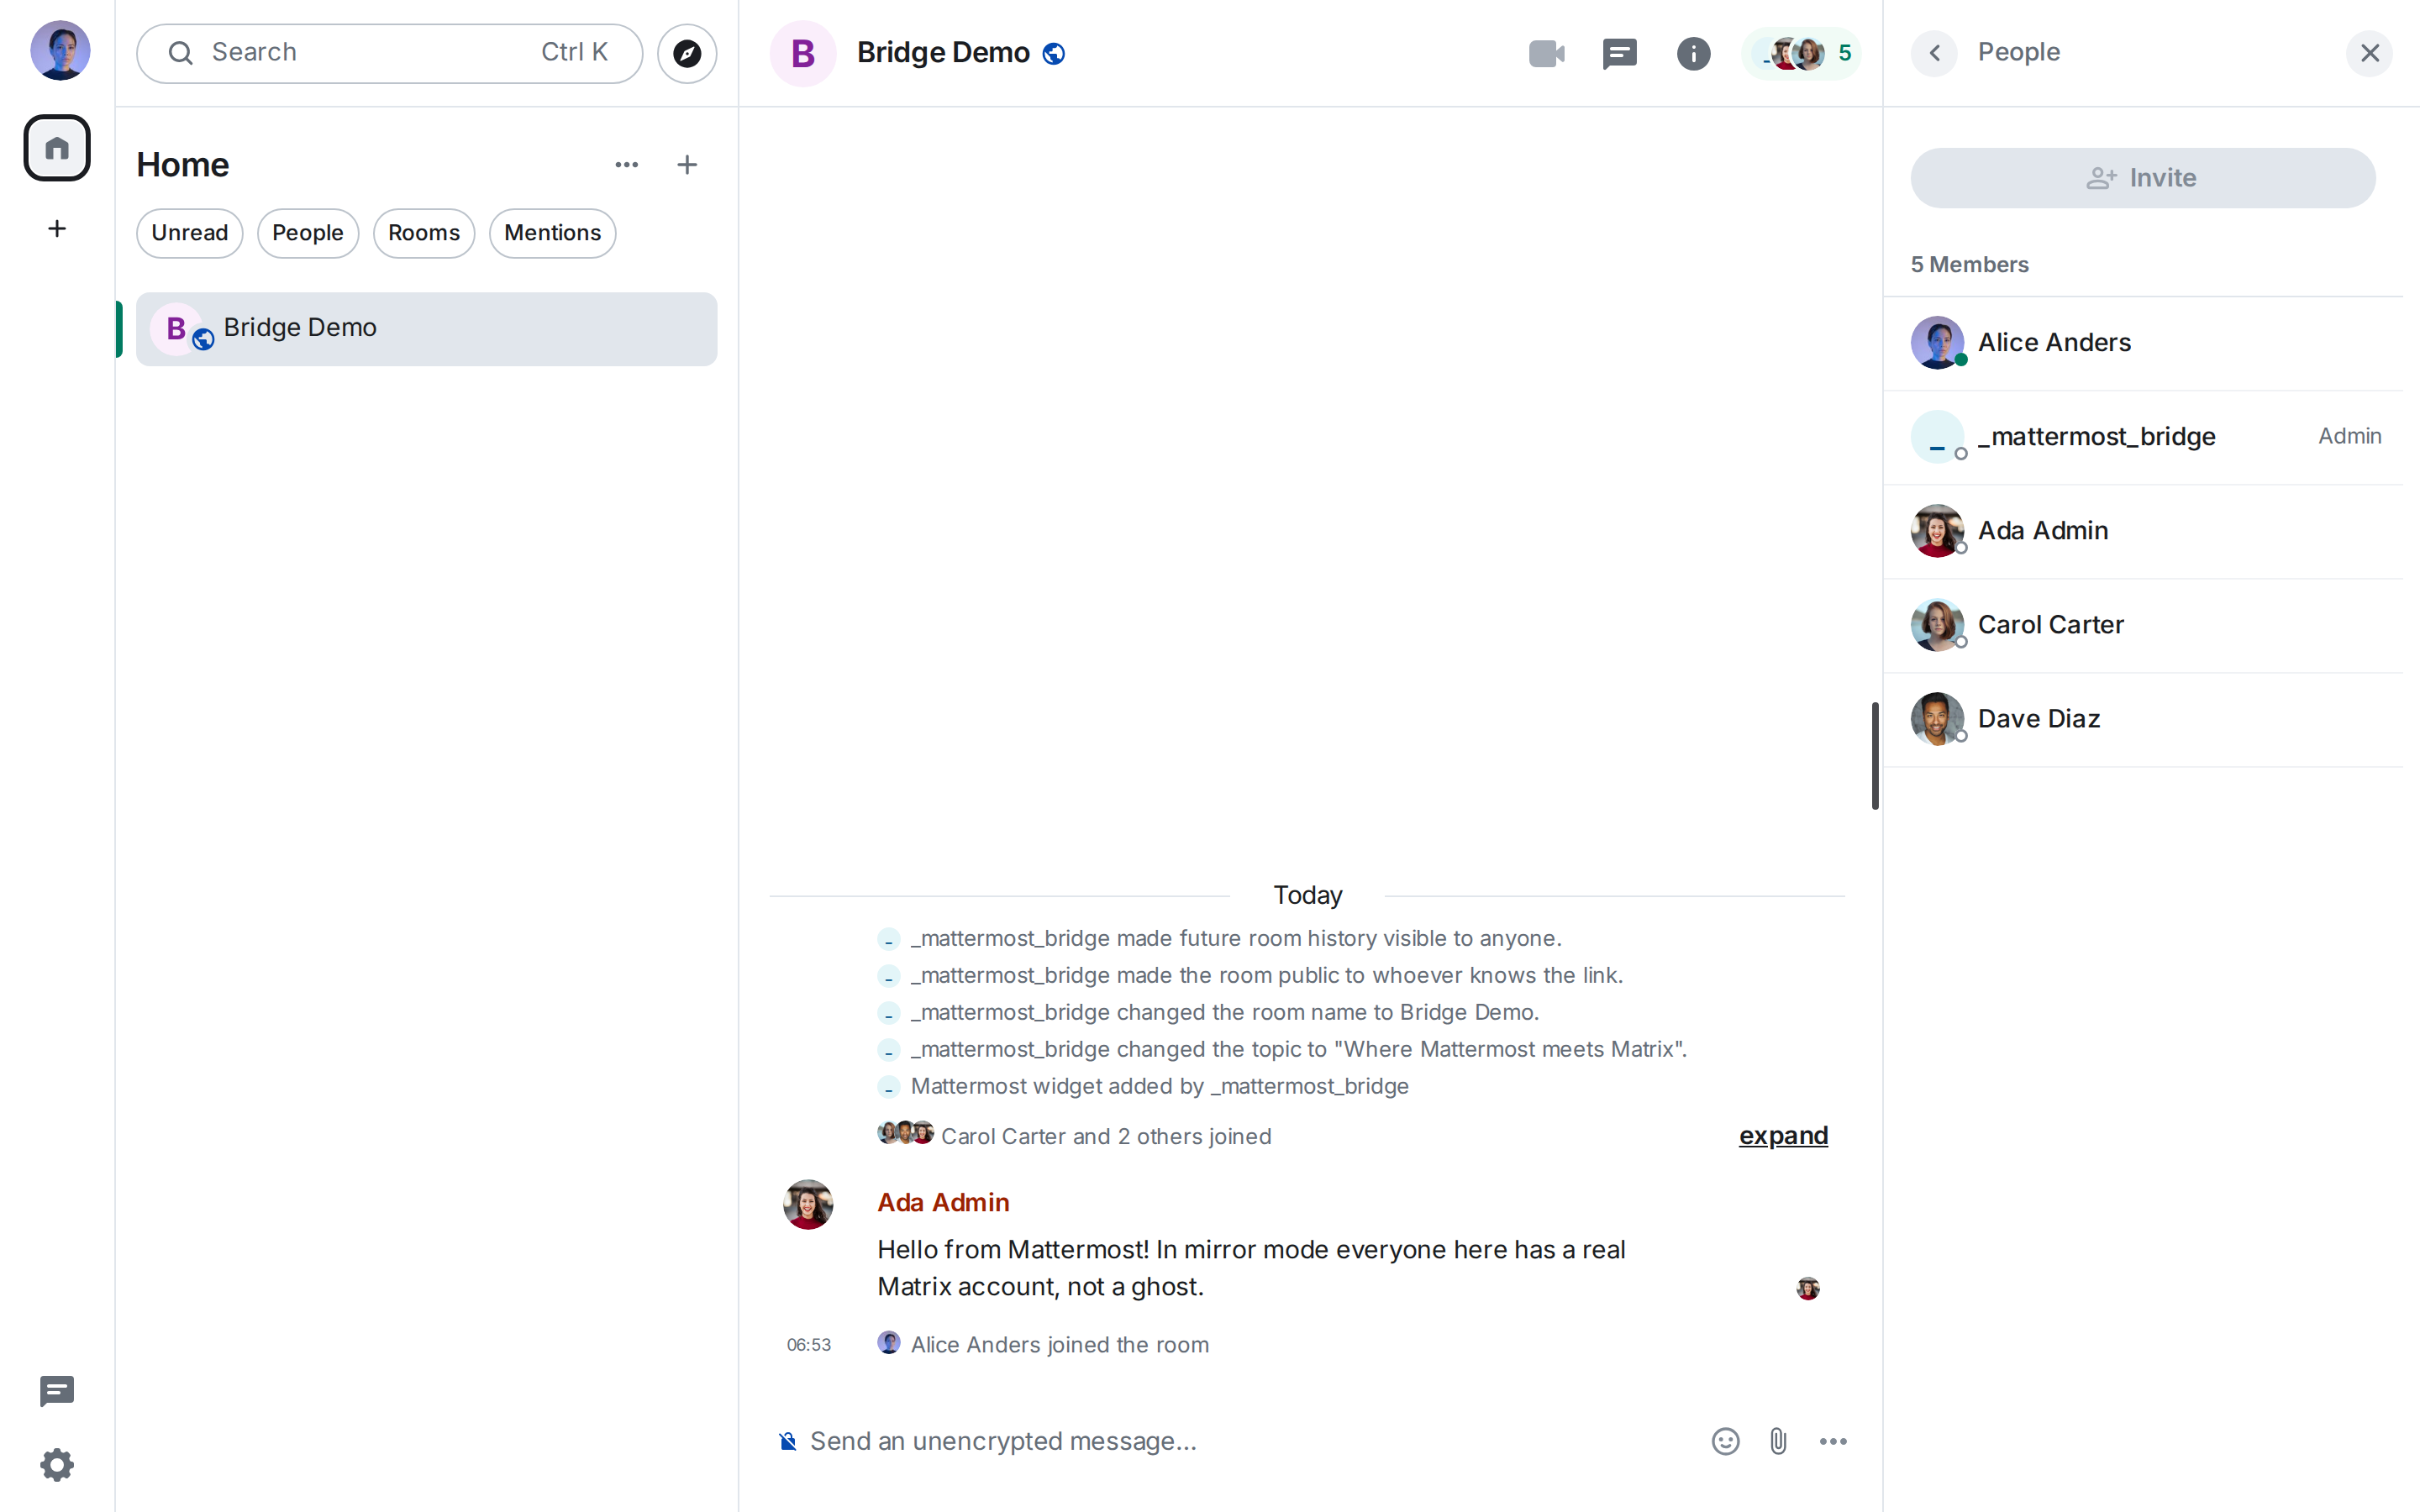 Search Ctrl K
Home
Unread People Rooms Mentions
B Bridge Demo
B Bridge Demo
5
Today
_mattermost_bridge made future room history visible to anyone.
_mattermost_bridge made the room public to whoever knows the link.
_mattermost_bridge changed the room name to Bridge Demo.
_mattermost_bridge changed the topic to "Where Mattermost meets Matrix".
Mattermost widget added by _mattermost_bridge
Carol Carter and 2 others joined expand
Ada Admin
Hello from Mattermost! In mirror mode everyone here has a real
Matrix account, not a ghost.
06:53 Alice Anders joined the room
Send an unencrypted message...
People
Invite
5 Members
Alice Anders
_mattermost_bridge Admin
Ada Admin
Carol Carter
Dave Diaz